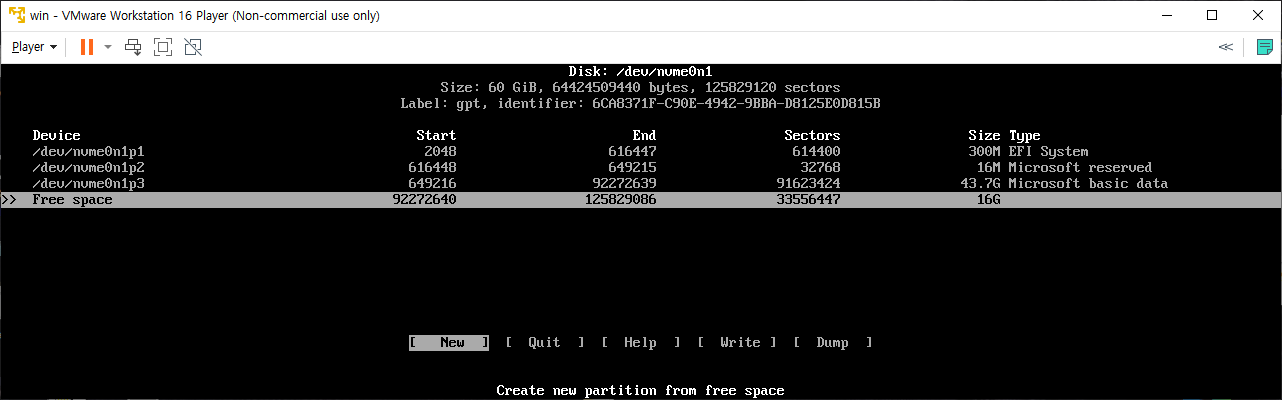 win - VMware Workstation 16 Player (Non-commercial use only)
Player
Disk: /dev/nvme0n1
Size: 60 GiB, 64424509440 bytes, 125829120 sectors
Label: gpt, identifier: 6CA8371F-C90E-4942-9BBA-D8125E0D815B
Device Start End Sectors Size Type
/dev/nvme0n1p1 2048 616447 614400 300M EFI System
/dev/nvme0n1p2 616448 649215 32768 16M Microsoft reserved
/dev/nvme0n1p3 649216 92272639 91623424 43.7G Microsoft basic data
>> Free space 92272640 125829086 33556447 16G
[ New ] [ Quit ] [ Help ] [ Write ] [ Dump ]
Create new partition from free space